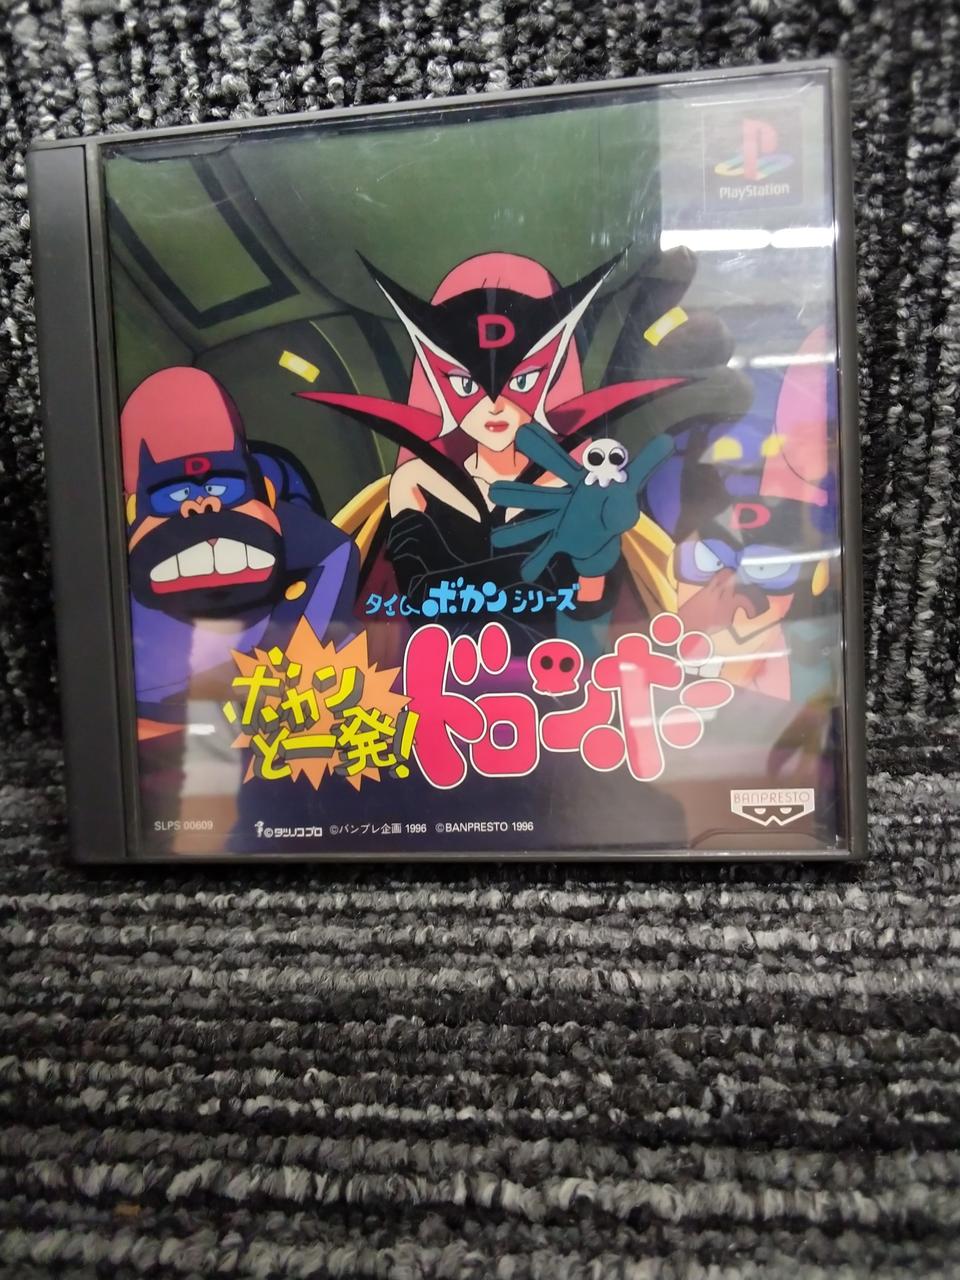 PlayStation
D
D
D
タイムボカンシリーズ
ボカンと一発!
ドロンボー
BANPRESTO
SLPS 00609
©タツノコプロ ©バンプレ企画 1996 ©BANPRESTO 1996